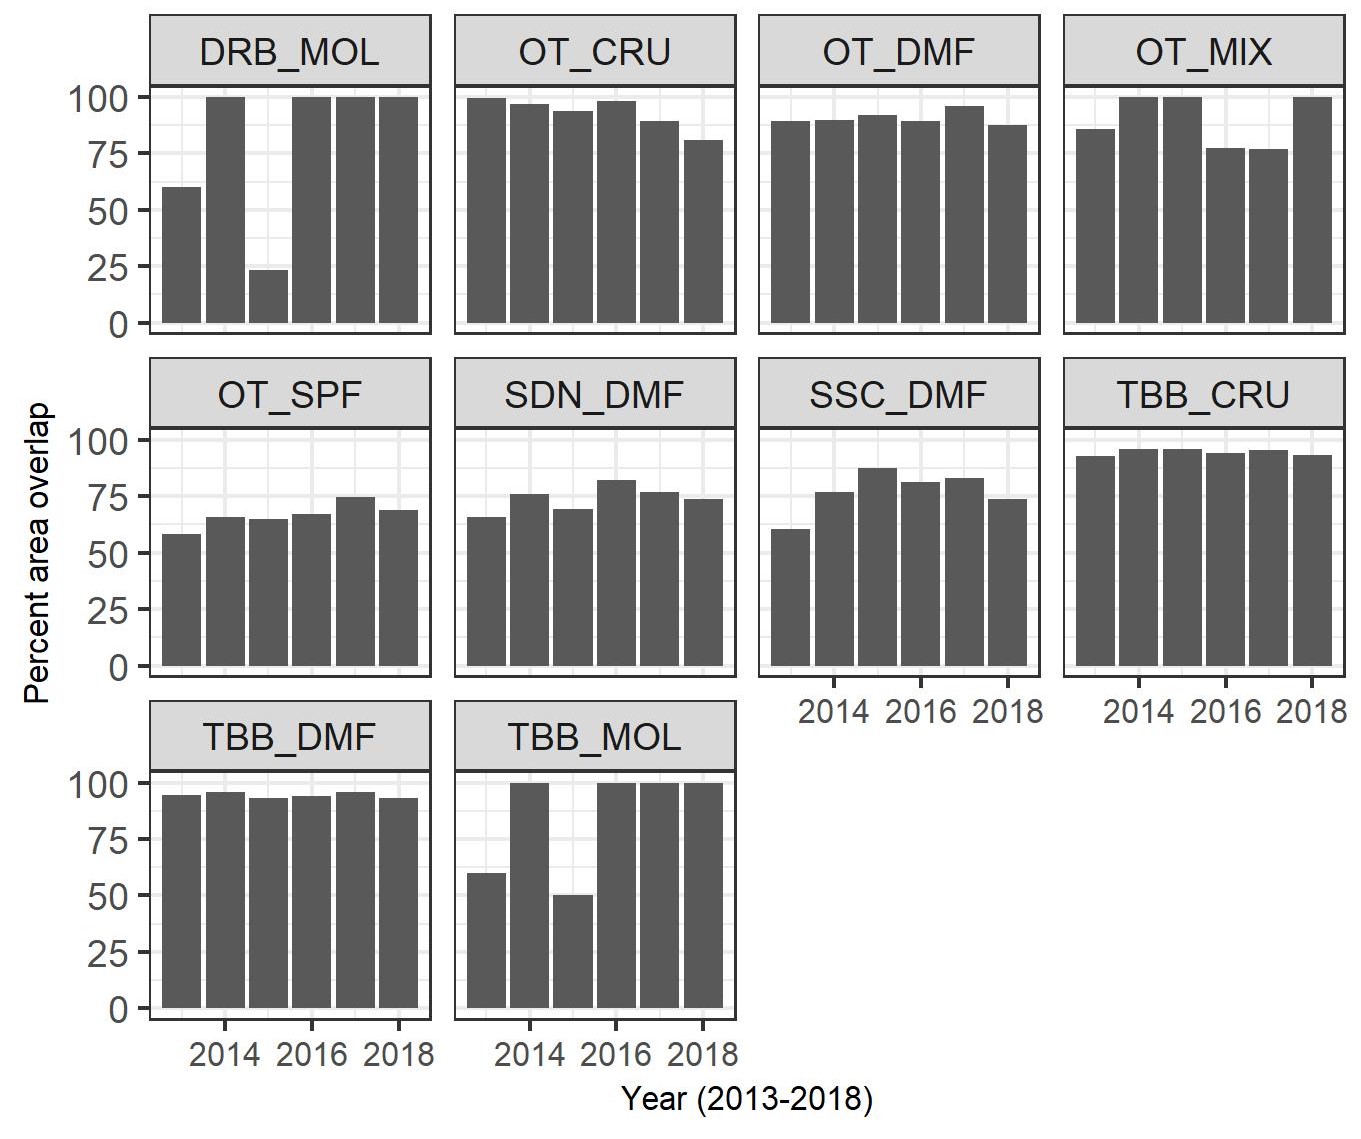 DRB_MOL OT_CRU OT_DMF OT_MIX
100
75
50
25
0
OT_SPF SDN_DMF SSC_DMF TBB_CRU
100
75
50
25
0
2014 2016 2018 2014 2016 2018
TBB_DMF TBB_MOL
100
75
50
25
0
2014 2016 2018 2014 2016 2018
Percent area overlap
Year (2013-2018)